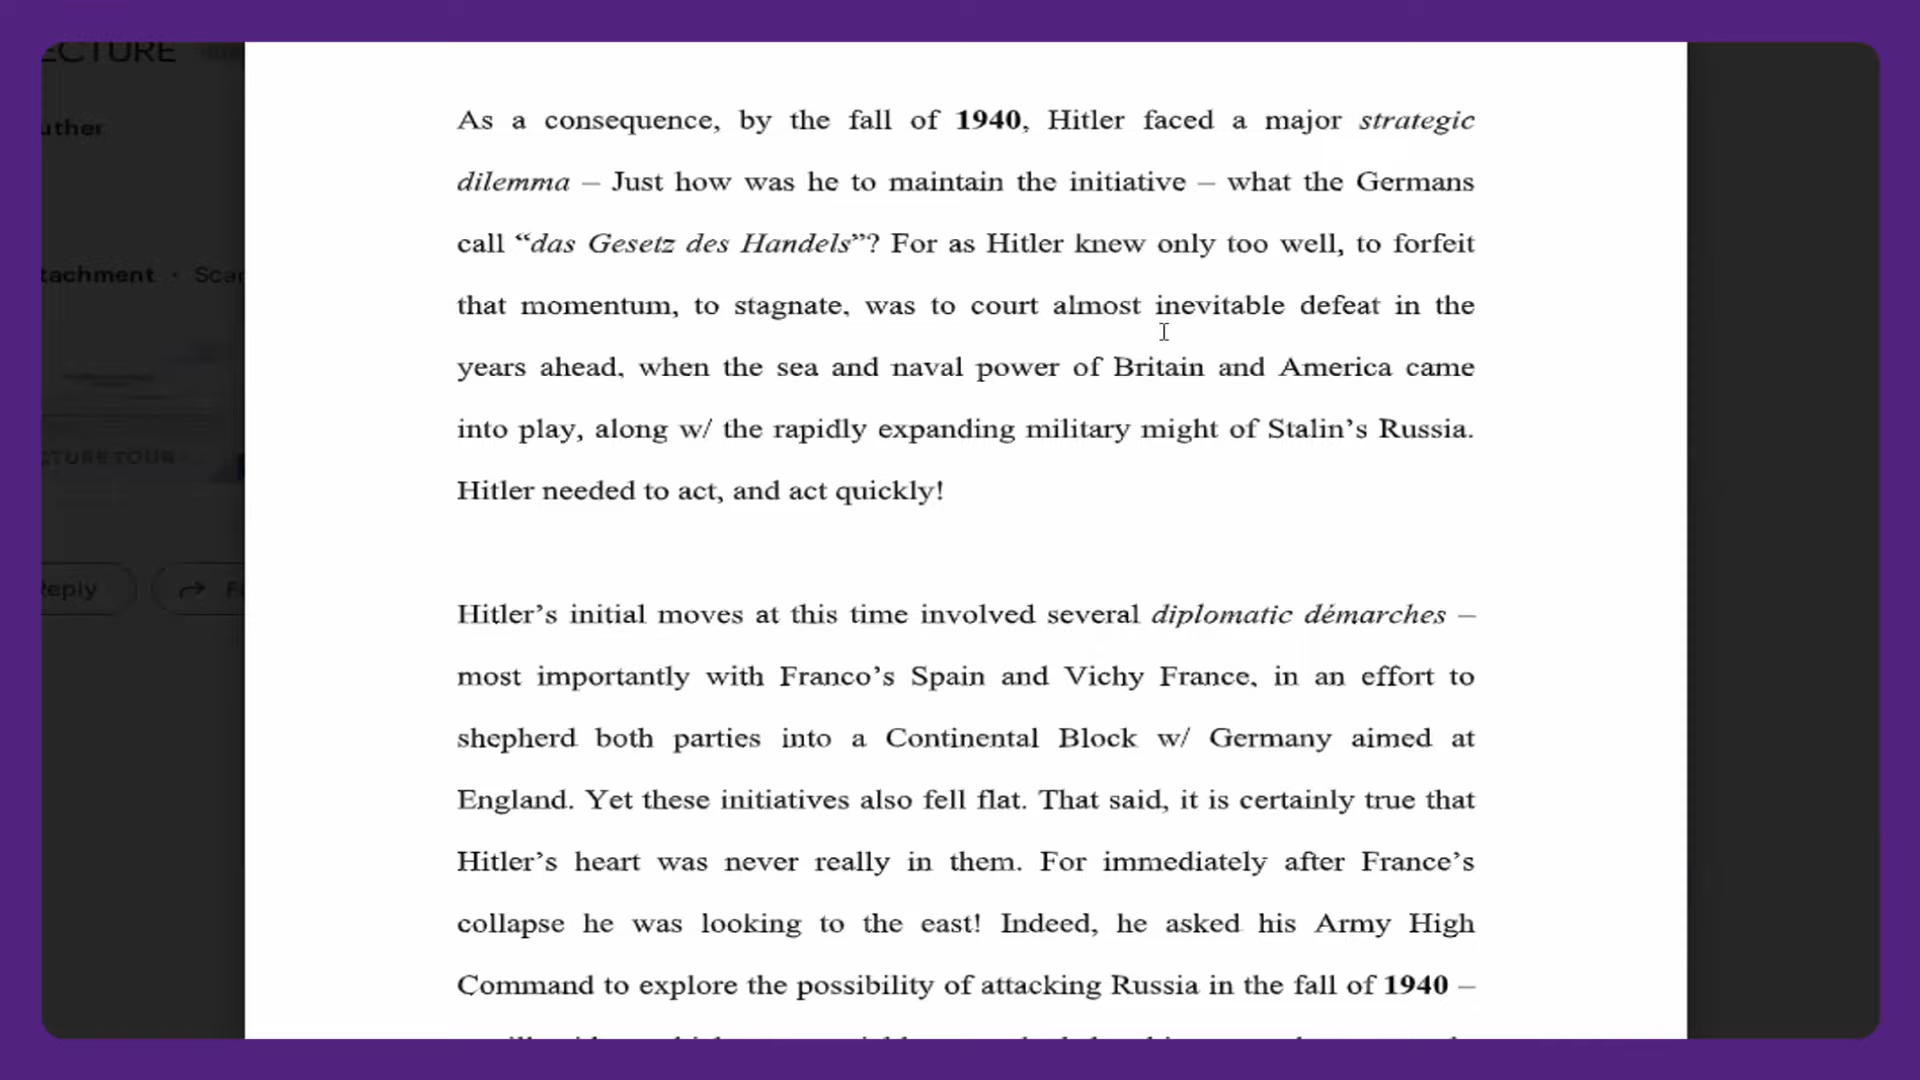 ECTURE
uther
tachment · Scan
CTURE TOUR
Reply
As a consequence, by the fall of 1940, Hitler faced a major strategic
dilemma – Just how was he to maintain the initiative – what the Germans
call “das Gesetz des Handels”? For as Hitler knew only too well, to forfeit
that momentum, to stagnate, was to court almost inevitable defeat in the
years ahead, when the sea and naval power of Britain and America came
into play, along w/ the rapidly expanding military might of Stalin’s Russia.
Hitler needed to act, and act quickly!
Hitler’s initial moves at this time involved several diplomatic démarches –
most importantly with Franco’s Spain and Vichy France, in an effort to
shepherd both parties into a Continental Block w/ Germany aimed at
England. Yet these initiatives also fell flat. That said, it is certainly true that
Hitler’s heart was never really in them. For immediately after France’s
collapse he was looking to the east! Indeed, he asked his Army High
Command to explore the possibility of attacking Russia in the fall of 1940 –